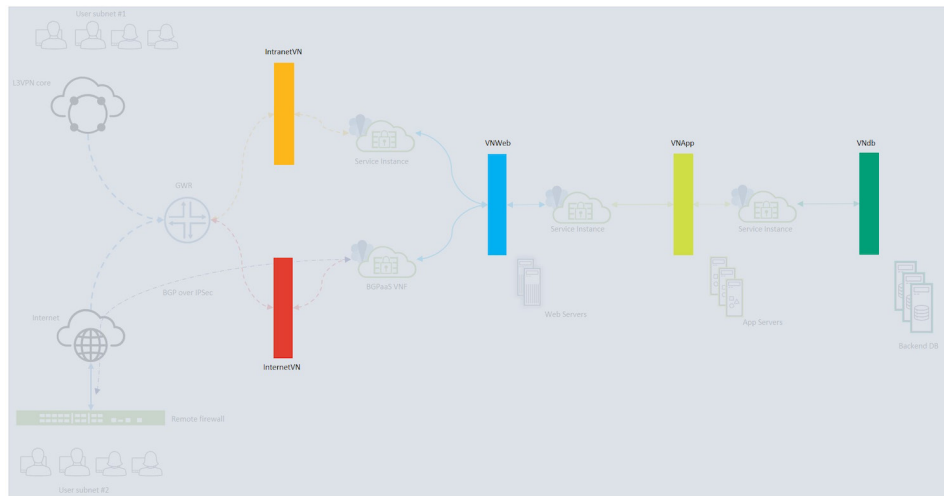 User subnet #1
L3VPN core
IntranetVN
Service Instance
GWR
VNWeb
VNApp
VNdb
Service Instance
Service Instance
BGPaaS VNF
BGP over IPSec
Internet
InternetVN
Web Servers
App Servers
Backend DB
Remote firewall
User subnet #2